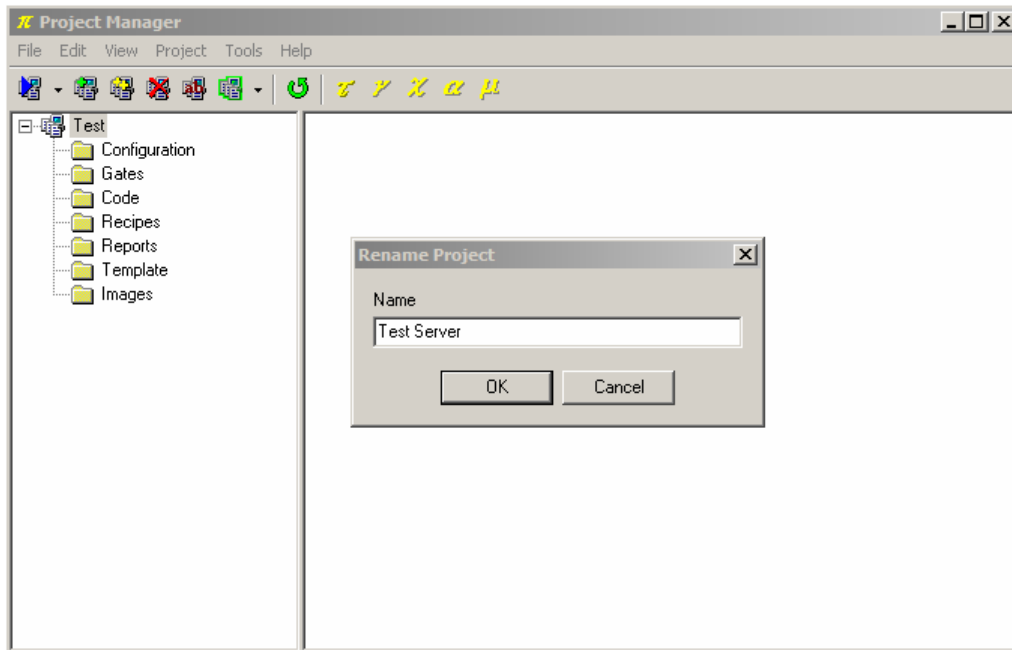 π Project Manager
File Edit View Project Tools Help
ab
τ γ χ α μ
Test
Configuration
Gates
Code
Recipes
Reports
Template
Images
Rename Project
Name
Test Server
OK Cancel